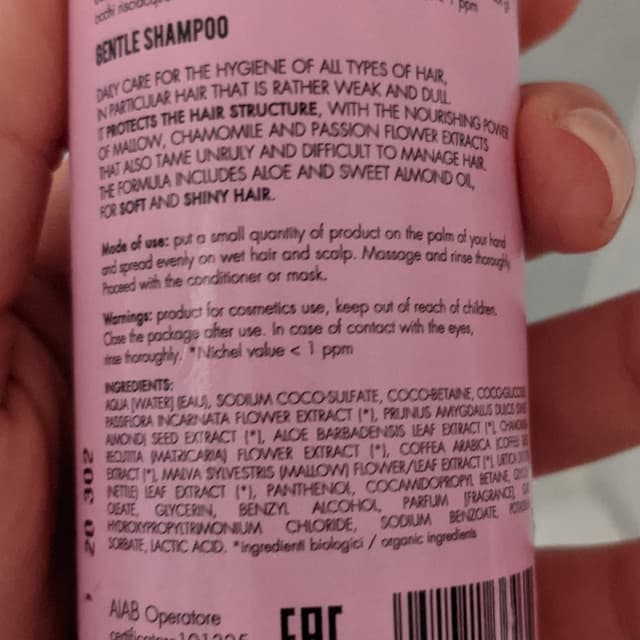 1 ppm
GENTLE SHAMPOO
DAILY CARE FOR THE HYGIENE OF ALL TYPES OF HAIR,
IN PARTICULAR HAIR THAT IS RATHER WEAK AND DULL.
IT PROTECTS THE HAIR STRUCTURE, WITH THE NOURISHING POWER
OF MALLOW, CHAMOMILE AND PASSION FLOWER EXTRACTS
THAT ALSO TAME UNRULY AND DIFFICULT TO MANAGE HAIR.
THE FORMULA INCLUDES ALOE AND SWEET ALMOND OIL,
FOR SOFT AND SHINY HAIR.
Mode of use: put a small quantity of product on the palm of your hand
and spread evenly on wet hair and scalp. Massage and rinse thoroughly
Proceed with the conditioner or mask.
Warnings: product for cosmetics use, keep out of reach of children.
Close the package after use. In case of contact with the eyes,
rinse thoroughly. *Nichel value < 1 ppm
INGREDIENTS:
AQUA [WATER] (EAU), SODIUM COCO-SULFATE, COCO-BETAINE,
PASSIFLORA INCARNATA FLOWER EXTRACT (*), PRUNUS AMYGDALUS DULCIS
ALMOND) SEED EXTRACT (*), ALOE BARBADENSIS LEAF EXTRACT (*),
RECUTITA (MATRICARIA) FLOWER EXTRACT (*), COFFEA ARABICA
EXTRACT (*), MALVA SYLVESTRIS (MALLOW) FLOWER/LEAF EXTRACT (*),
NETTLE) LEAF EXTRACT (*), PANTHENOL, COCAMIDOPROPYL BETAINE,
OLEATE, GLYCERIN, BENZYL ALCOHOL, PARFUM [FRAGRANCE],
HYDROXYPROPYLTRIMONIUM CHLORIDE, SODIUM BENZOATE,
SORBATE, LACTIC ACID. *ingredienti biologici / organic ingredients
20 302
AIAB Operatore
EAC